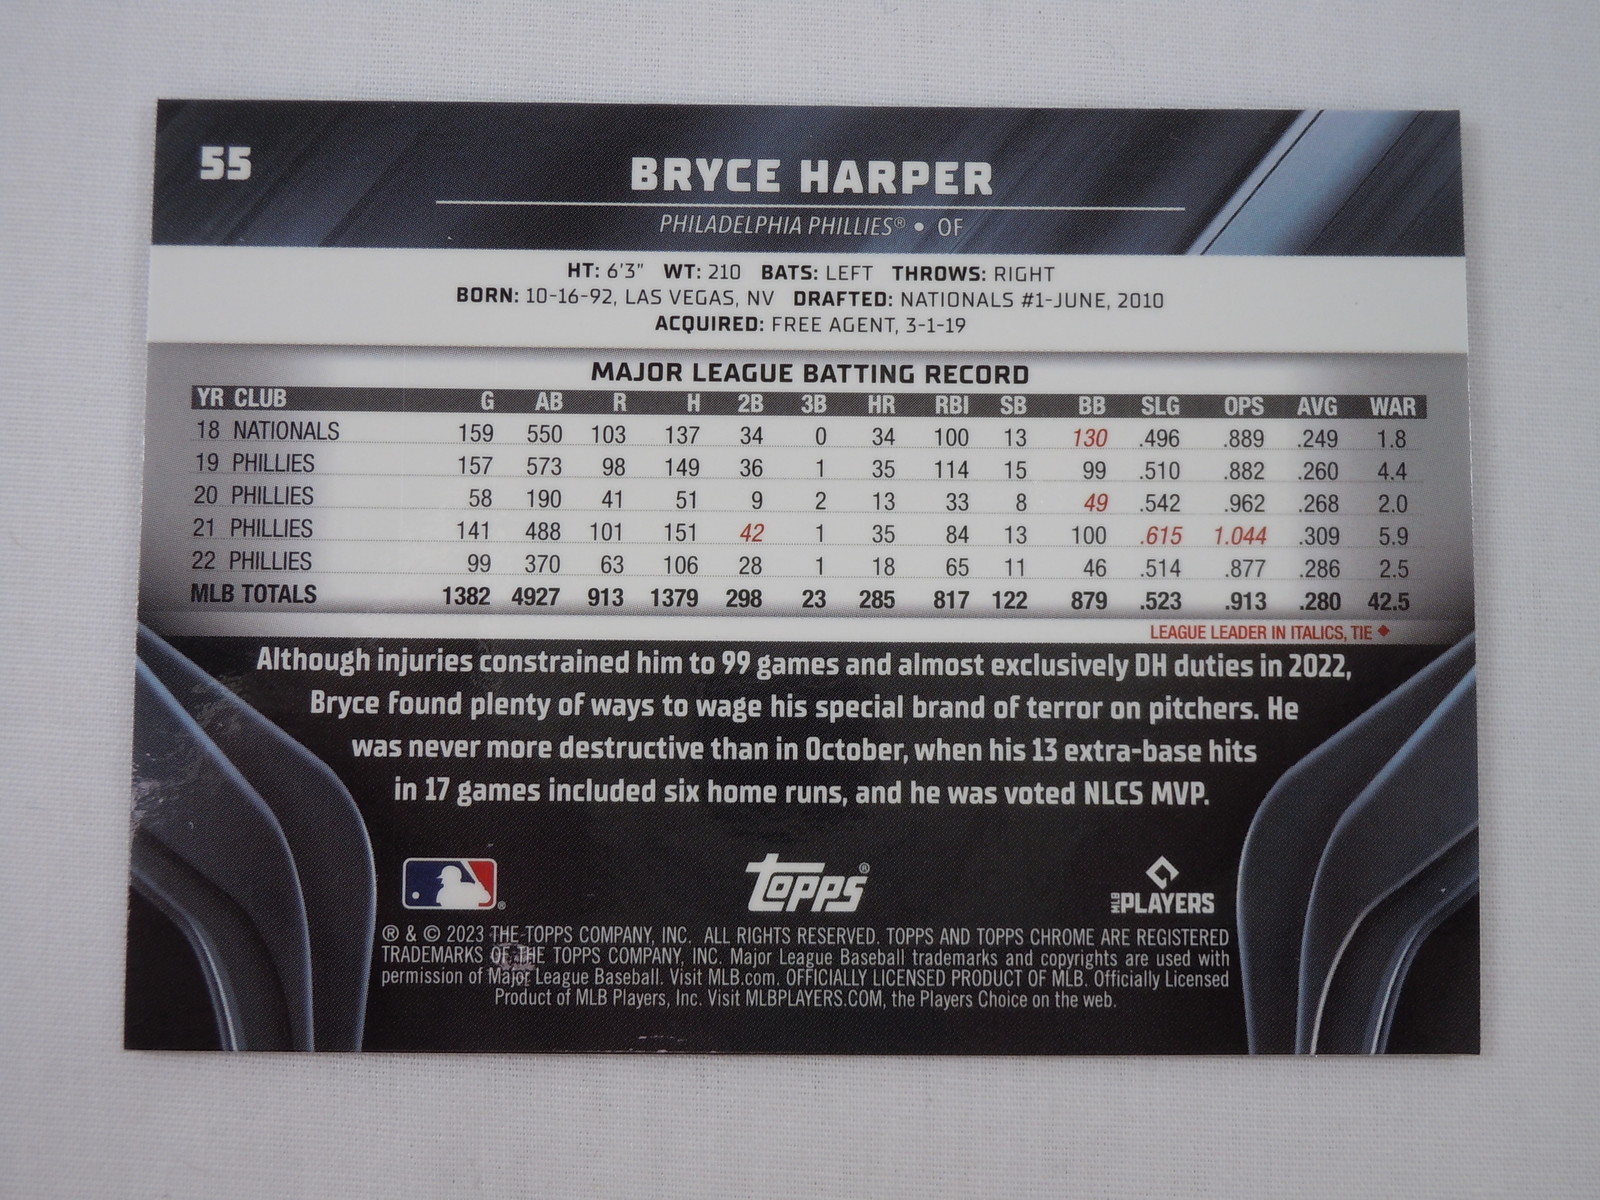 55
BRYCE HARPER
PHILADELPHIA PHILLIES® • OF
HT: 6'3" WT: 210 BATS: LEFT THROWS: RIGHT
BORN: 10-16-92, LAS VEGAS, NV DRAFTED: NATIONALS #1-JUNE, 2010
ACQUIRED: FREE AGENT, 3-1-19
MAJOR LEAGUE BATTING RECORD
YR CLUB G AB R H 2B 3B HR RBI SB BB SLG OPS AVG WAR
18 NATIONALS 159 550 103 137 34 0 34 100 13 130 .496 .889 .249 1.8
19 PHILLIES 157 573 98 149 36 1 35 114 15 99 .510 .882 .260 4.4
20 PHILLIES 58 190 41 51 9 2 13 33 8 49 .542 .962 .268 2.0
21 PHILLIES 141 488 101 151 42 1 35 84 13 100 .615 1.044 .309 5.9
22 PHILLIES 99 370 63 106 28 1 18 65 11 46 .514 .877 .286 2.5
MLB TOTALS 1382 4927 913 1379 298 23 285 817 122 879 .523 .913 .280 42.5
LEAGUE LEADER IN ITALICS, TIE ♦
Although injuries constrained him to 99 games and almost exclusively DH duties in 2022,
Bryce found plenty of ways to wage his special brand of terror on pitchers. He
was never more destructive than in October, when his 13 extra-base hits
in 17 games included six home runs, and he was voted NLCS MVP.
topps®
MLB PLAYERS
® & © 2023 THE TOPPS COMPANY, INC. ALL RIGHTS RESERVED. TOPPS AND TOPPS CHROME ARE REGISTERED
TRADEMARKS OF THE TOPPS COMPANY, INC. Major League Baseball trademarks and copyrights are used with
permission of Major League Baseball. Visit MLB.com. OFFICIALLY LICENSED PRODUCT OF MLB. Officially Licensed
Product of MLB Players, Inc. Visit MLBPLAYERS.COM, the Players Choice on the web.